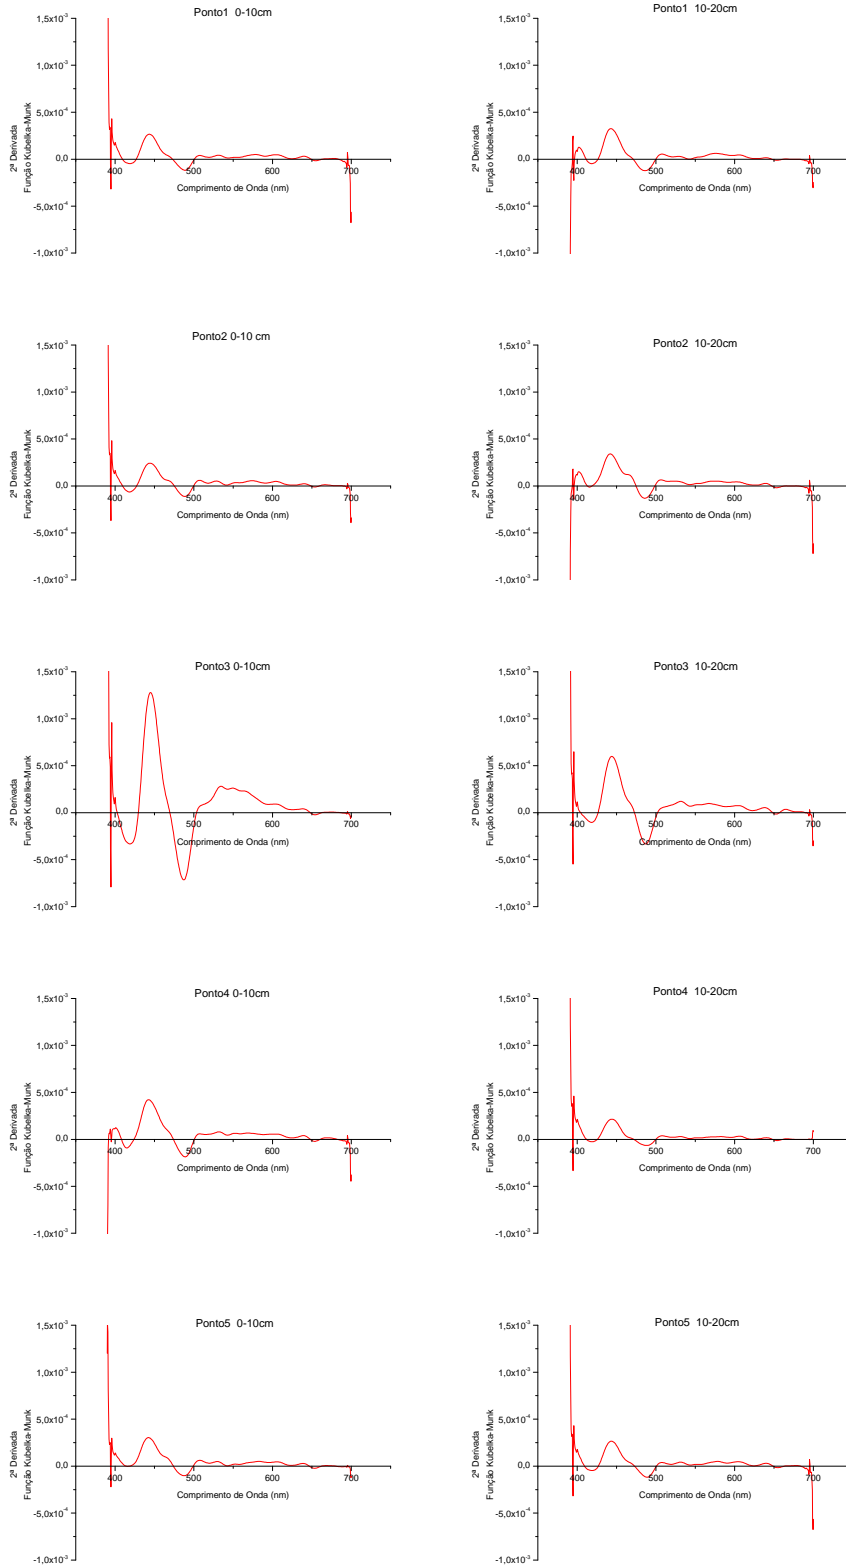 Ponto1 0-10cm
1,5x10-3
1,0x10-3
5,0x10-4
0,0
-5,0x10-4
-1,0x10-3
400 500 600 700
Comprimento de Onda (nm)
2ª Derivada
Função Kubelka-Munk
Ponto1 10-20cm
1,5x10-3
1,0x10-3
5,0x10-4
0,0
-5,0x10-4
-1,0x10-3
400 500 600 700
Comprimento de Onda (nm)
2ª Derivada
Função Kubelka-Munk
Ponto2 0-10 cm
1,5x10-3
1,0x10-3
5,0x10-4
0,0
-5,0x10-4
-1,0x10-3
400 500 600 700
Comprimento de Onda (nm)
2ª Derivada
Função Kubelka-Munk
Ponto2 10-20cm
1,5x10-3
1,0x10-3
5,0x10-4
0,0
-5,0x10-4
-1,0x10-3
400 500 600 700
Comprimento de Onda (nm)
2ª Derivada
Função Kubelka-Munk
Ponto3 0-10cm
1,5x10-3
1,0x10-3
5,0x10-4
0,0
-5,0x10-4
-1,0x10-3
400 500 600 700
Comprimento de Onda (nm)
2ª Derivada
Função Kubelka-Munk
Ponto3 10-20cm
1,5x10-3
1,0x10-3
5,0x10-4
0,0
-5,0x10-4
-1,0x10-3
400 500 600 700
Comprimento de Onda (nm)
2ª Derivada
Função Kubelka-Munk
Ponto4 0-10cm
1,5x10-3
1,0x10-3
5,0x10-4
0,0
-5,0x10-4
-1,0x10-3
400 500 600 700
Comprimento de Onda (nm)
2ª Derivada
Função Kubelka-Munk
Ponto4 10-20cm
1,5x10-3
1,0x10-3
5,0x10-4
0,0
-5,0x10-4
-1,0x10-3
400 500 600 700
Comprimento de Onda (nm)
2ª Derivada
Função Kubelka-Munk
Ponto5 0-10cm
1,5x10-3
1,0x10-3
5,0x10-4
0,0
-5,0x10-4
-1,0x10-3
400 500 600 700
Comprimento de Onda (nm)
2ª Derivada
Função Kubelka-Munk
Ponto5 10-20cm
1,5x10-3
1,0x10-3
5,0x10-4
0,0
-5,0x10-4
-1,0x10-3
400 500 600 700
Comprimento de Onda (nm)
2ª Derivada
Função Kubelka-Munk